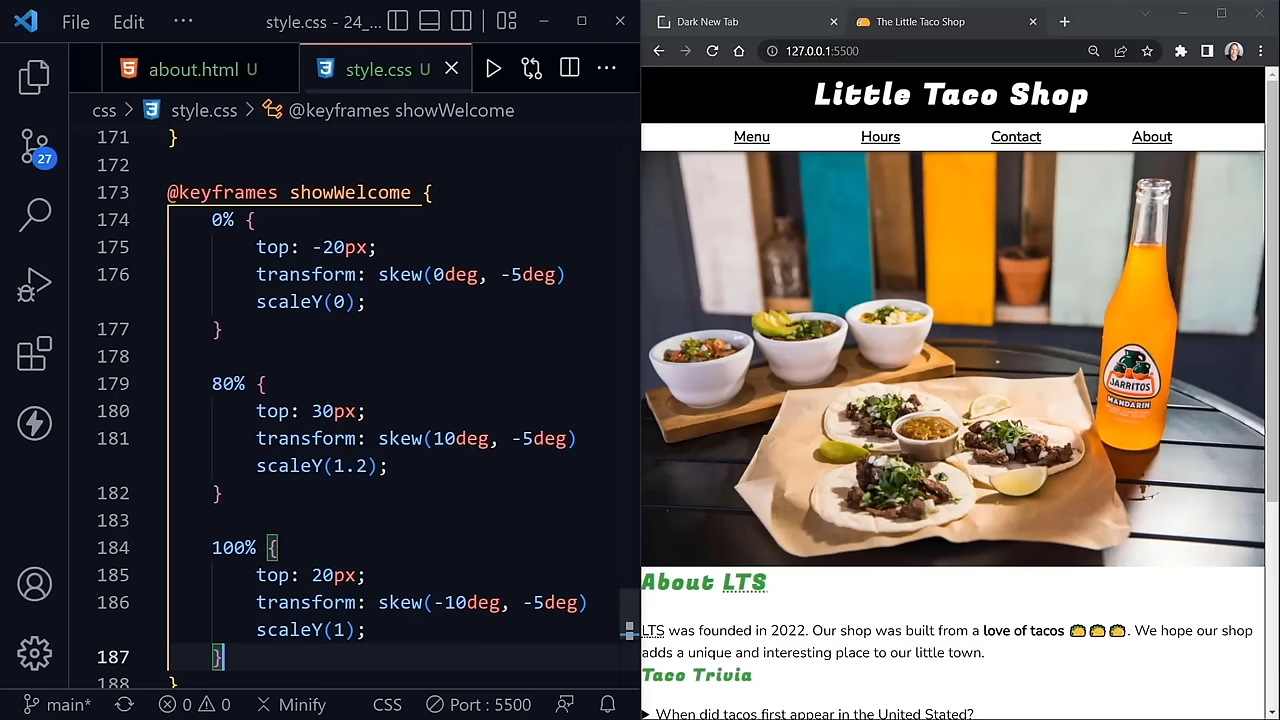 File Edit ··· style.css - 24_...
about.html U style.css U
css > style.css > @keyframes showWelcome
171 }
172
173 @keyframes showWelcome {
174 0% {
175 top: -20px;
176 transform: skew(0deg, -5deg)
scaleY(0);
177 }
178
179 80% {
180 top: 30px;
181 transform: skew(10deg, -5deg)
scaleY(1.2);
182 }
183
184 100% {
185 top: 20px;
186 transform: skew(-10deg, -5deg)
scaleY(1);
187 }
188 }
27
main* 0 0 Minify CSS Port : 5500
Dark New Tab The Little Taco Shop
127.0.0.1:5500
Little Taco Shop
Menu Hours Contact About
JARRITOS
MANDARIN
About LTS
LTS was founded in 2022. Our shop was built from a love of tacos 🌮🌮🌮. We hope our shop
adds a unique and interesting place to our little town.
Taco Trivia
When did tacos first appear in the United Stated?